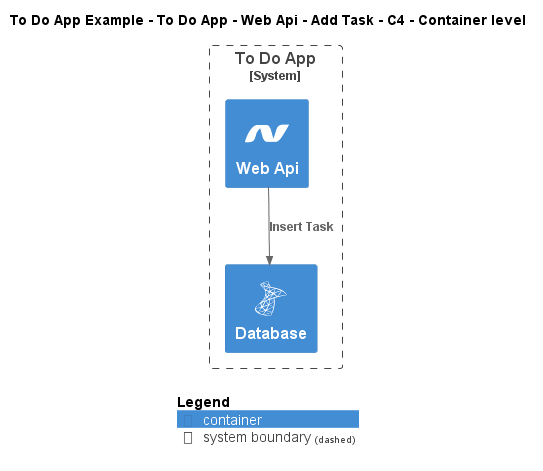 To Do App Example - To Do App - Web Api - Add Task - C4 - Container level
To Do App
[System]
Web Api
Insert Task
Database
Legend
container
system boundary (dashed)